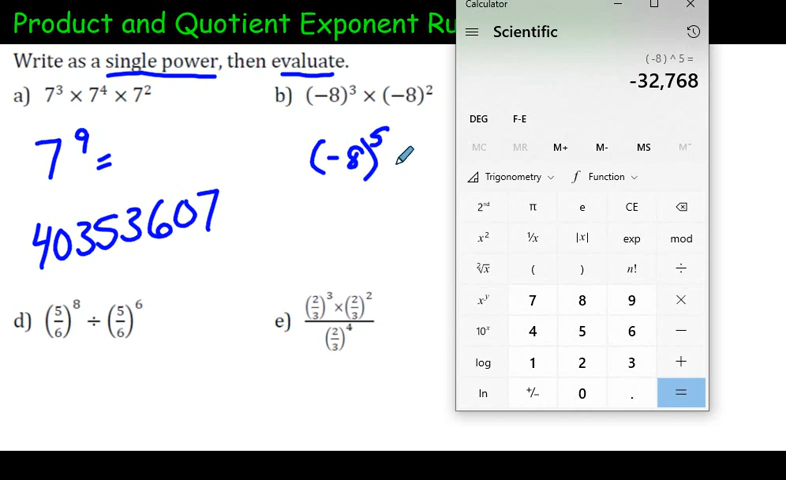 Product and Quotient Exponent Ru
Write as a single power, then evaluate.
a) 7³ × 7⁴ × 7²
b) (−8)³ × (−8)²
7⁹ =
40353607
(-8)⁵
d) (5/6)⁸ ÷ (5/6)⁶
e) (2/3)³×(2/3)² / (2/3)⁴
Calculator
Scientific
(-8) ^ 5 =
-32,768
DEG F-E
MC MR M+ M- MS M˅
Trigonometry Function
2ⁿᵈ π e CE
x² ¹/x |x| exp mod
²√x ( ) n! ÷
xʸ 7 8 9 ×
10ˣ 4 5 6 −
log 1 2 3 +
ln +/- 0 . =